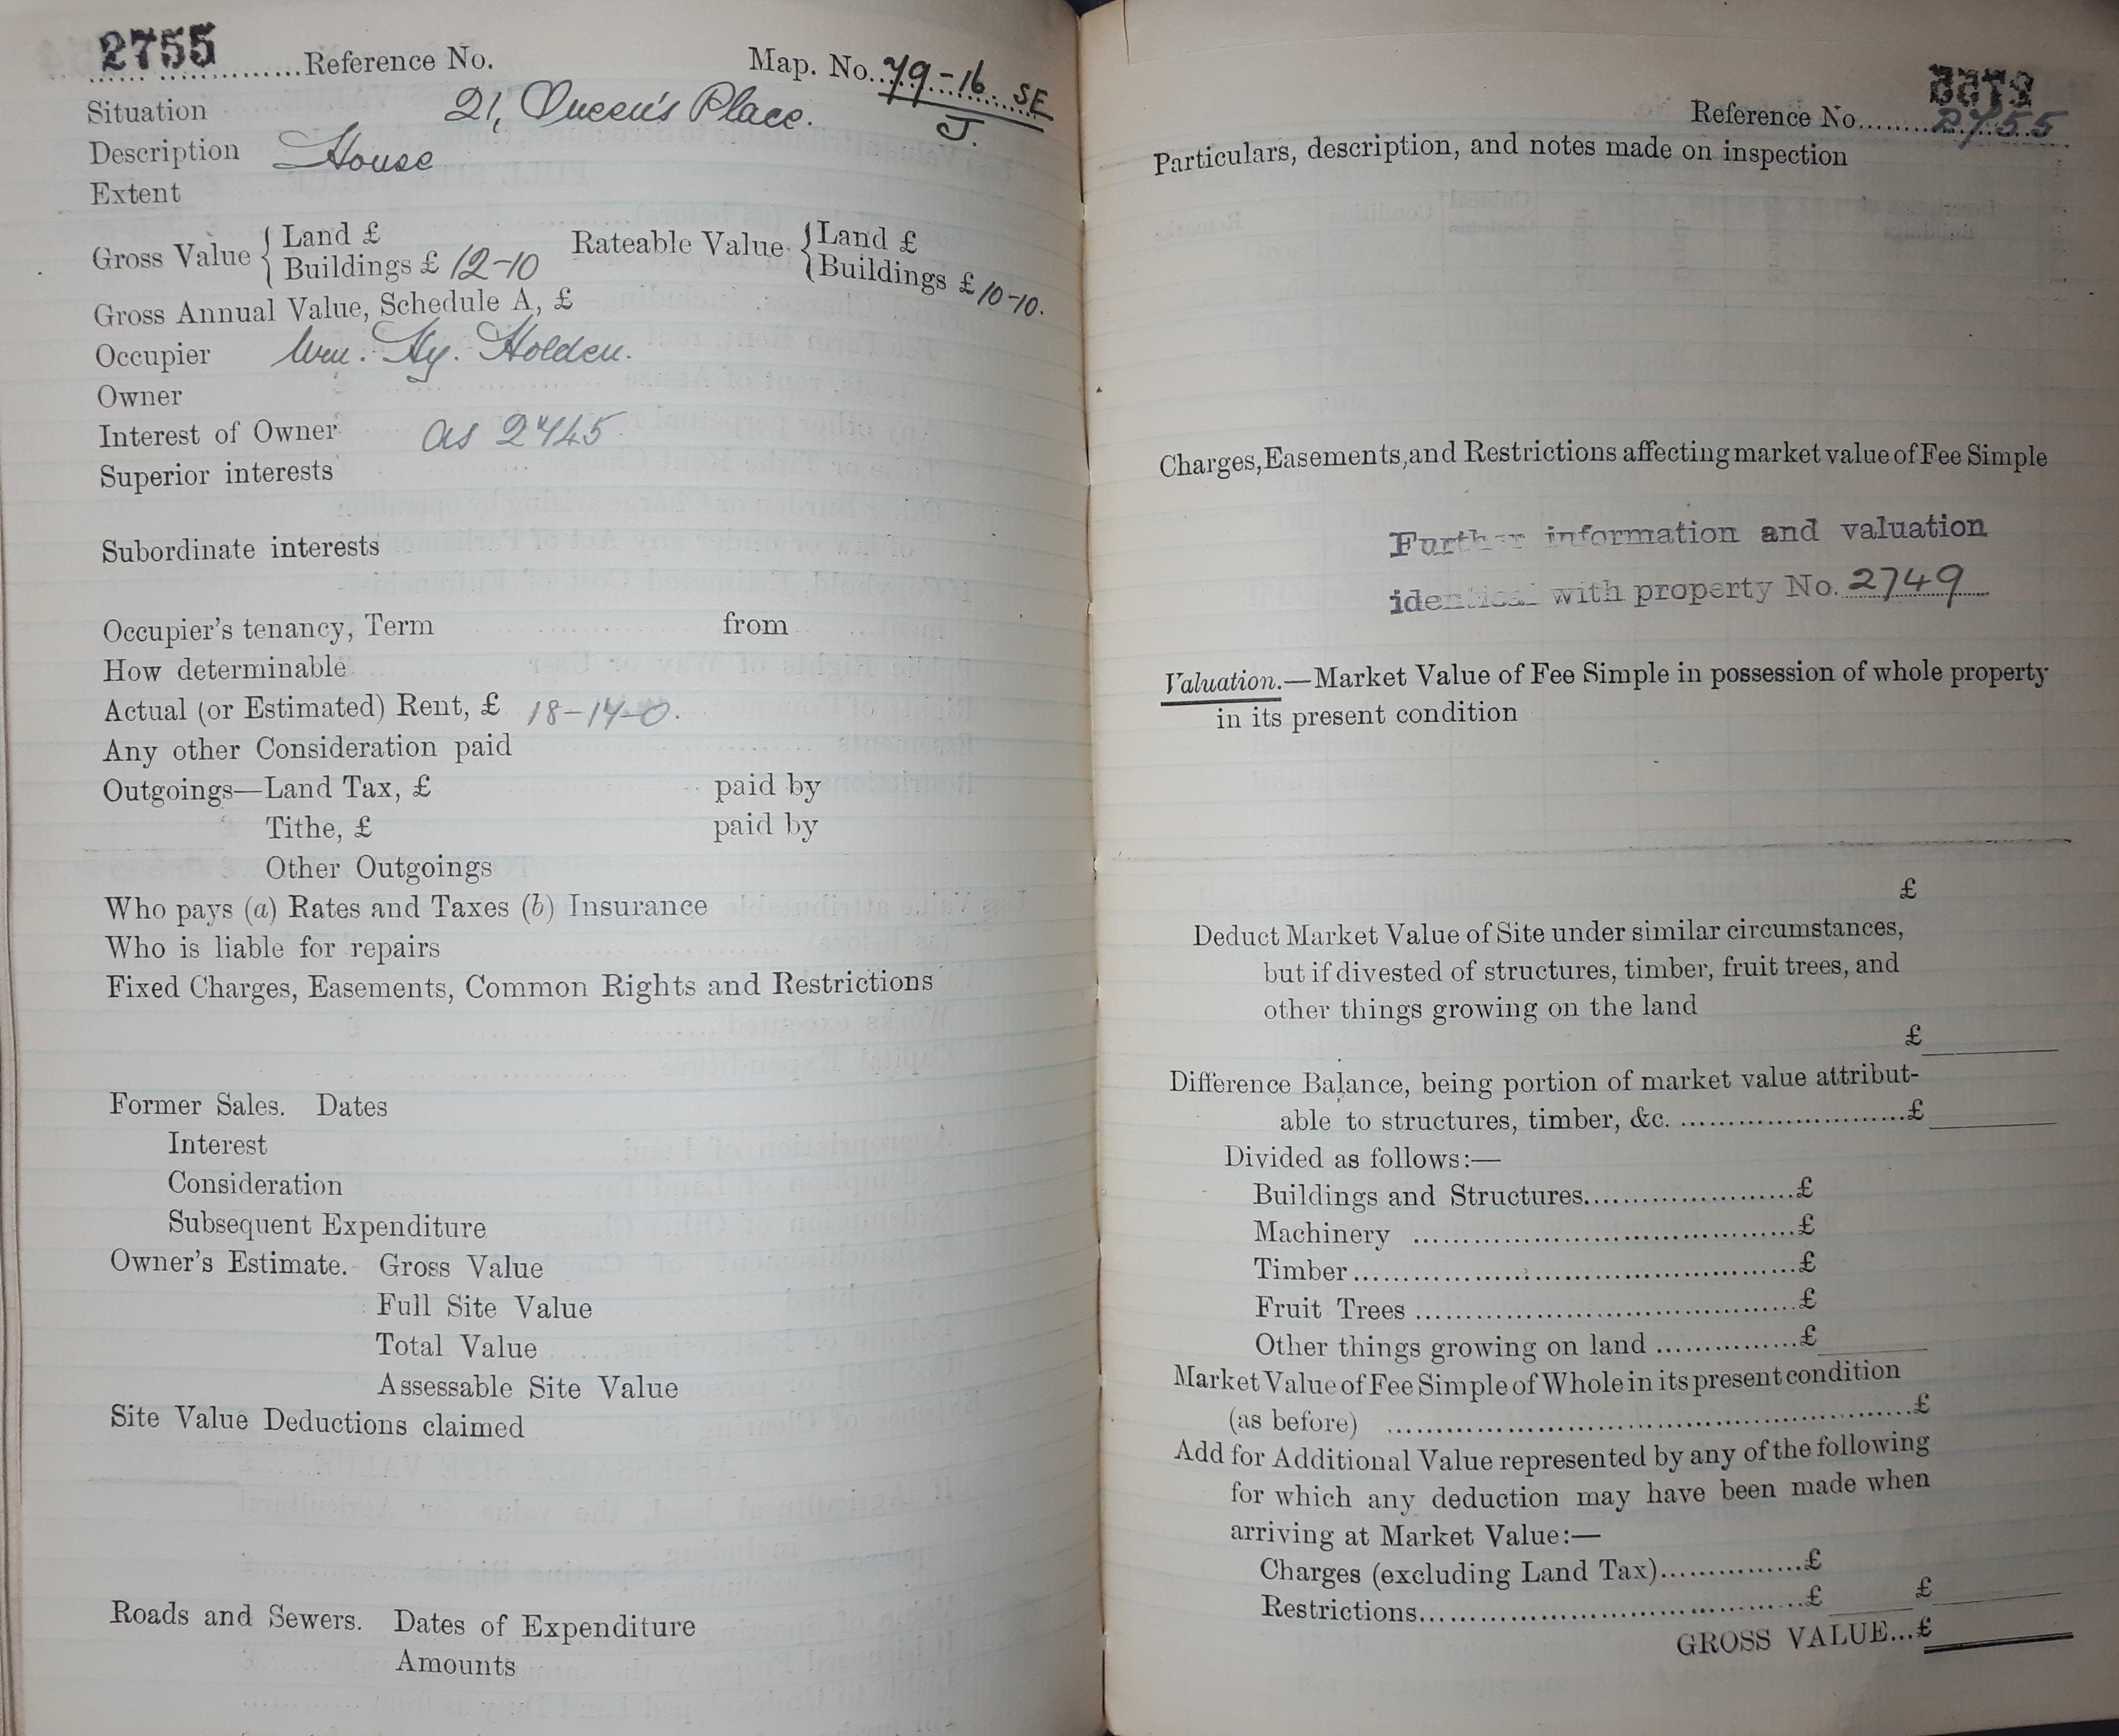 2755 Reference No. Map. No. 79-16 SE
J.
Situation 21, Queen's Place.
Description House
Extent
Gross Value { Land £
Buildings £ 12-10
Rateable Value { Land £
Buildings £ 10-10.
Gross Annual Value, Schedule A, £
Occupier Wm. Hy. Holden.
Owner
Interest of Owner as 2745
Superior interests
Subordinate interests
Occupier's tenancy, Term from
How determinable
Actual (or Estimated) Rent, £ 18-14-0.
Any other Consideration paid
Outgoings—Land Tax, £ paid by
Tithe, £ paid by
Other Outgoings
Who pays (a) Rates and Taxes (b) Insurance
Who is liable for repairs
Fixed Charges, Easements, Common Rights and Restrictions
Former Sales. Dates
Interest
Consideration
Subsequent Expenditure
Owner's Estimate. Gross Value
Full Site Value
Total Value
Assessable Site Value
Site Value Deductions claimed
Roads and Sewers. Dates of Expenditure
Amounts
Reference No. 2755
Particulars, description, and notes made on inspection
Charges, Easements, and Restrictions affecting market value of Fee Simple
Further information and valuation
identical with property No. 2749
Valuation.—Market Value of Fee Simple in possession of whole property
in its present condition
£
Deduct Market Value of Site under similar circumstances,
but if divested of structures, timber, fruit trees, and
other things growing on the land
£
Difference Balance, being portion of market value attribut-
able to structures, timber, &c. £
Divided as follows:—
Buildings and Structures £
Machinery £
Timber £
Fruit Trees £
Other things growing on land £
Market Value of Fee Simple of Whole in its present condition
(as before) £
Add for Additional Value represented by any of the following
for which any deduction may have been made when
arriving at Market Value:—
Charges (excluding Land Tax) £
Restrictions £ £
GROSS VALUE...£